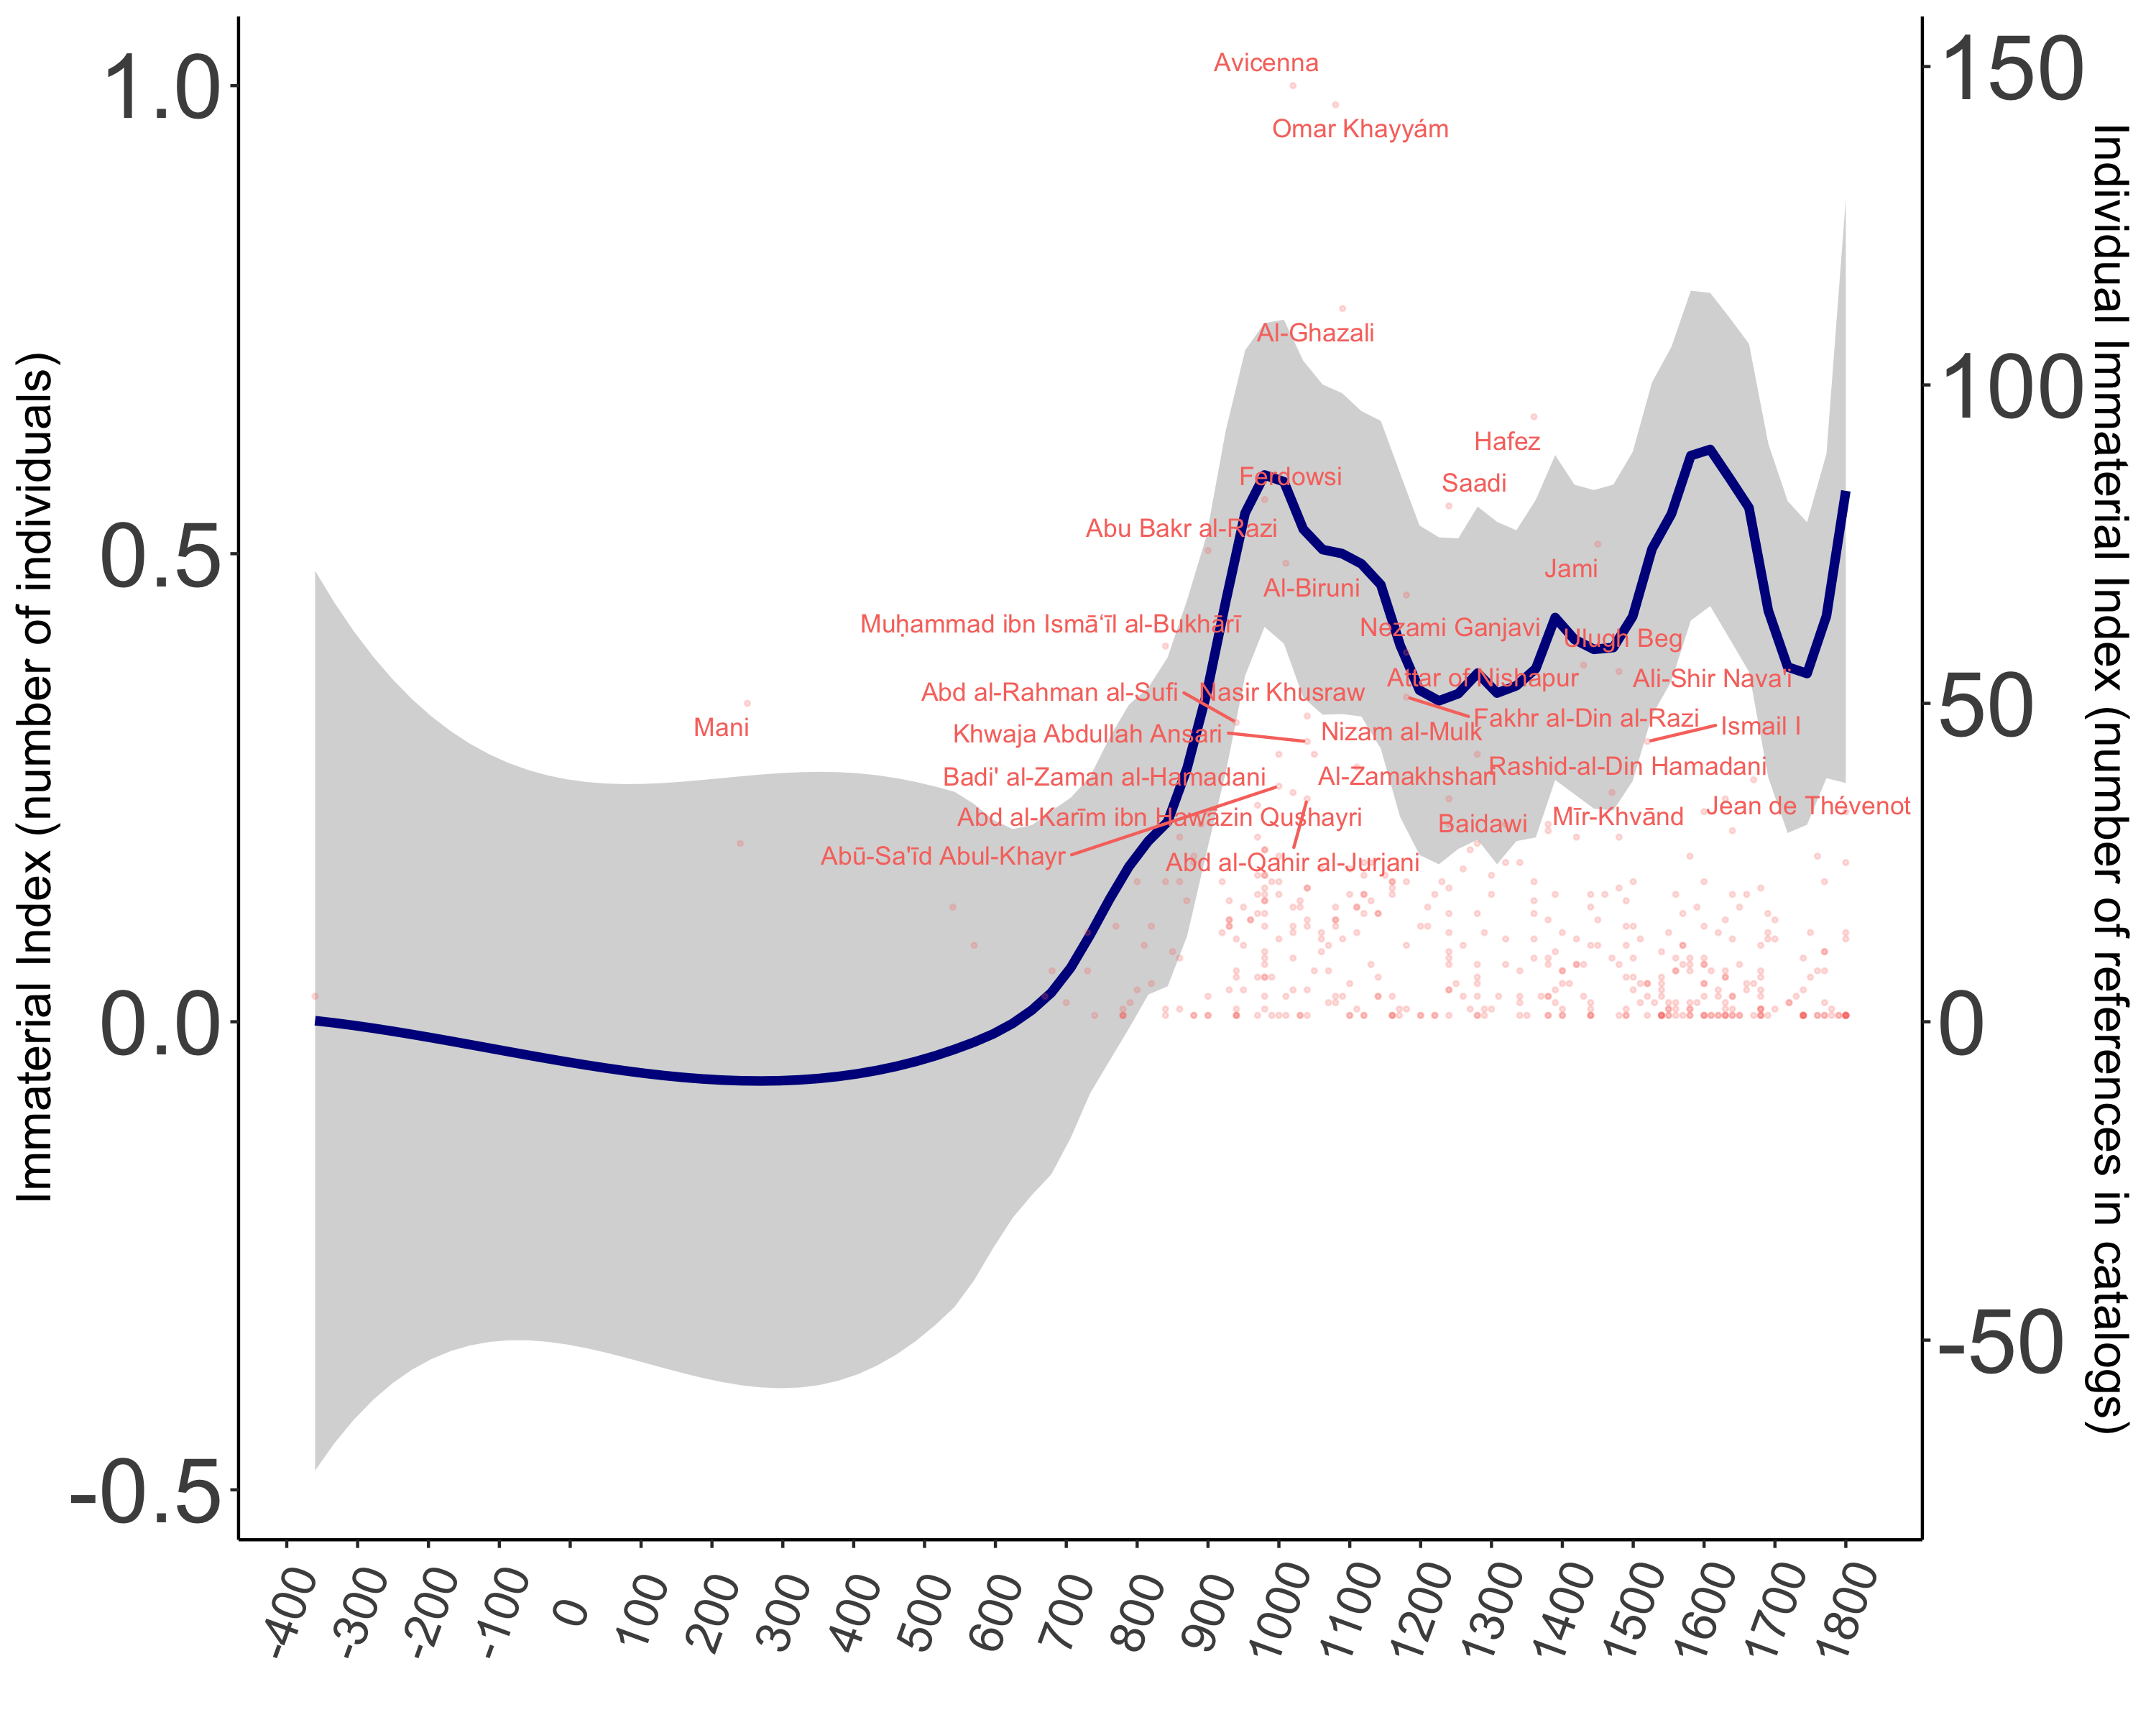 Immaterial Index (number of individuals)
1.0
0.5
0.0
-0.5
150
100
50
0
-50
Individual Immaterial Index (number of references in catalogs)
Avicenna
Omar Khayyám
Al-Ghazali
Hafez
Ferdowsi
Saadi
Abu Bakr al-Razi
Jami
Al-Biruni
Muḥammad ibn Ismāʻīl al-Bukhārī
Nezami Ganjavi
Ulugh Beg
Attar of Nishapur
Ali-Shir Nava'i
Abd al-Rahman al-Sufi
Nasir Khusraw
Mani
Fakhr al-Din al-Razi
Ismail I
Khwaja Abdullah Ansari
Nizam al-Mulk
Badi' al-Zaman al-Hamadani
Al-Zamakhshari
Rashid-al-Din Hamadani
Jean de Thévenot
Abd al-Karīm ibn Hawāzin Qushayri
Baidawi
Mīr-Khvānd
Abū-Sa'īd Abul-Khayr
Abd al-Qahir al-Jurjani
-400
-300
-200
-100
0
100
200
300
400
500
600
700
800
900
1000
1100
1200
1300
1400
1500
1600
1700
1800